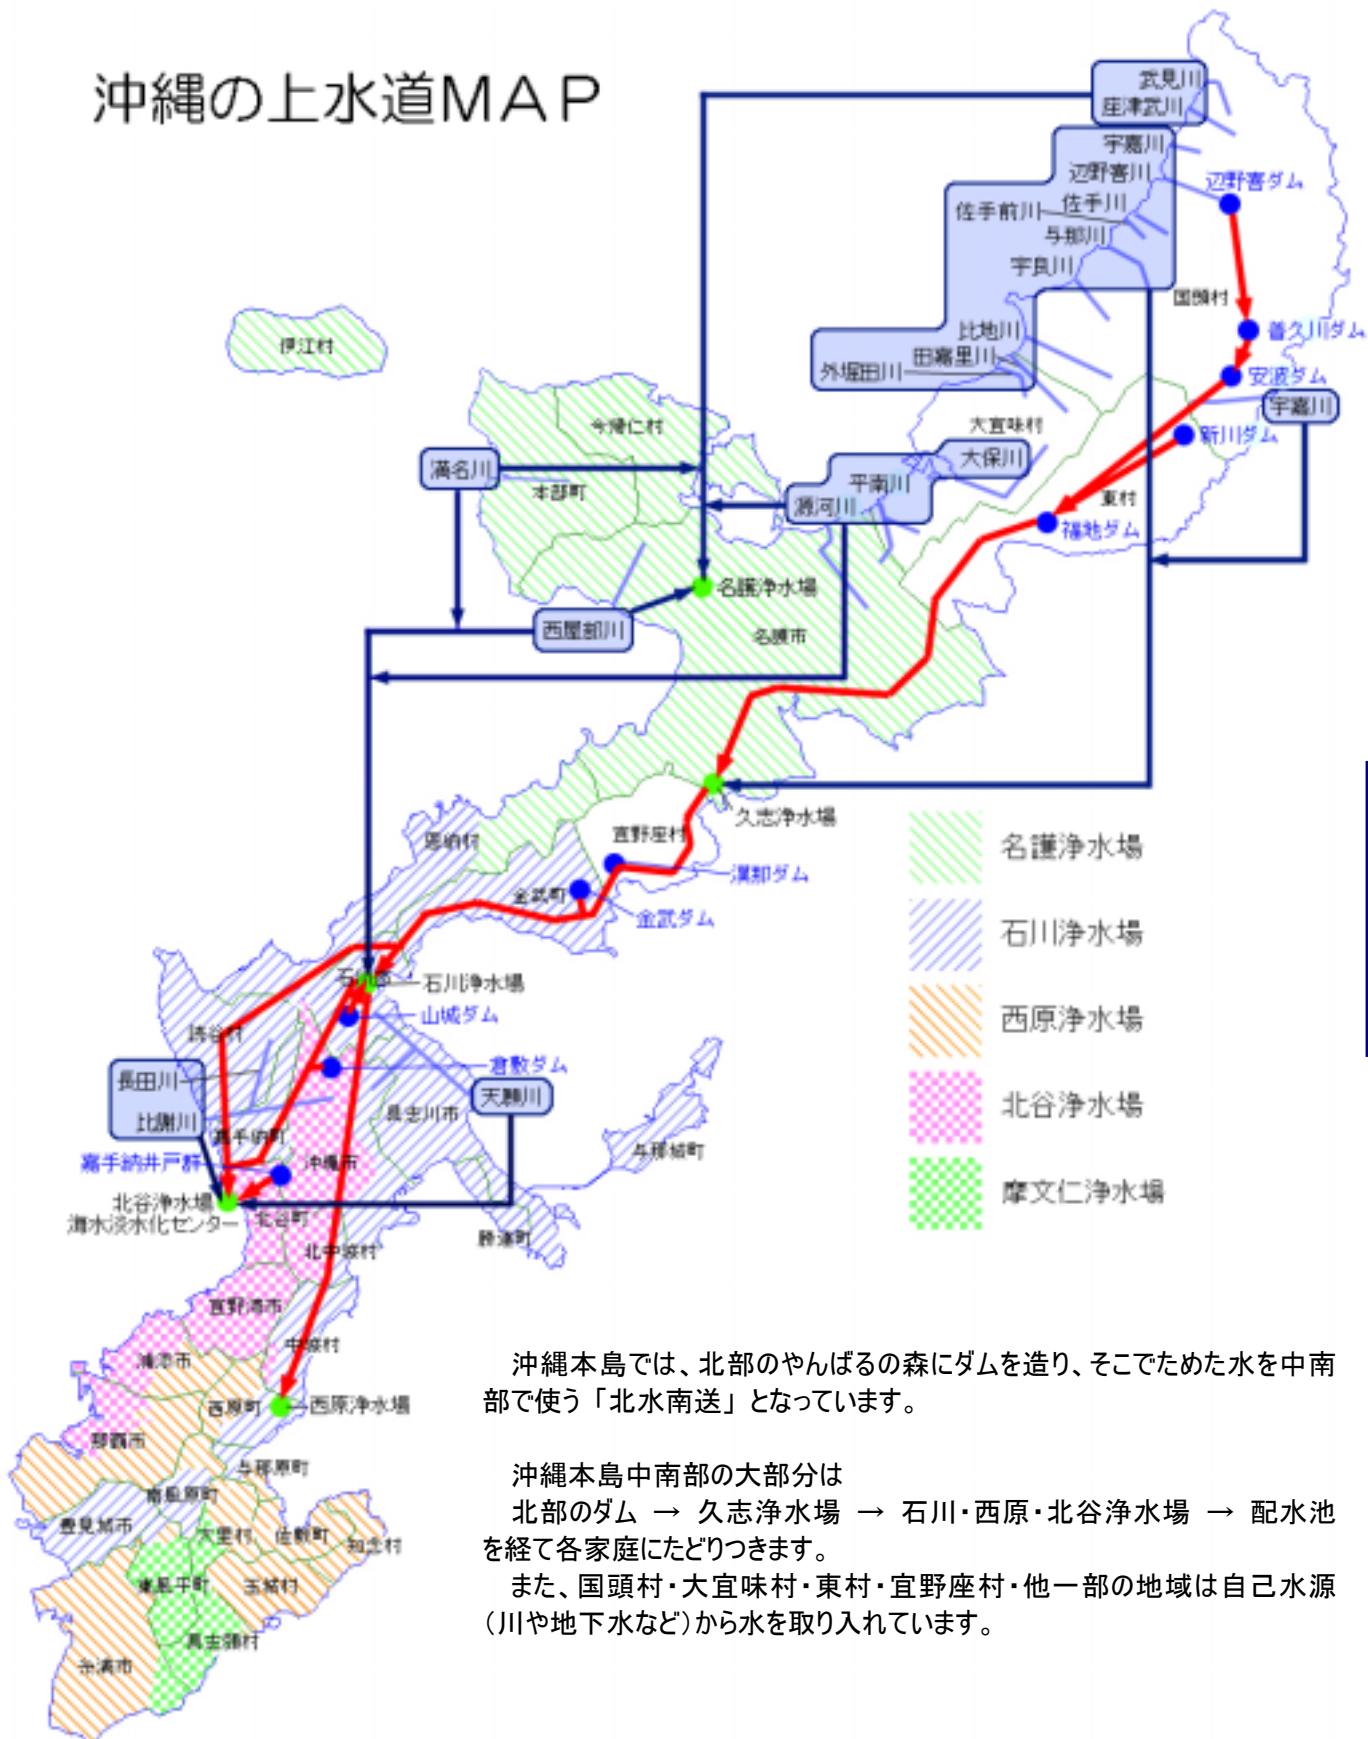 沖縄の上水道MAP
武見川
座津武川
宇嘉川
辺野喜川
辺野喜ダム
佐手川
佐手前川
与那川
宇良川
国頭村
伊江村
比地川
普久川ダム
田嘉里川
外堀田川
安波ダム
宇嘉川
今帰仁村
大宜味村
新川ダム
満名川
大保川
本部町
平南川
源河川
東村
福地ダム
名護浄水場
西屋部川
名護市
久志浄水場
恩納村
宜野座村
漢那ダム
金武町
金武ダム
石川市
石川浄水場
山城ダム
読谷村
倉敷ダム
長田川
天願川
比謝川
具志川市
嘉手納町
与那城町
嘉手納井戸群
沖縄市
北谷浄水場
海水淡水化センター
北谷町
北中城村
勝連町
宜野湾市
中城村
浦添市
西原町
西原浄水場
那覇市
与那原町
南風原町
豊見城市
大里村
佐敷町
知念村
東風平町
玉城村
具志頭村
糸満市
名護浄水場
石川浄水場
西原浄水場
北谷浄水場
摩文仁浄水場
沖縄本島では、北部のやんばるの森にダムを造り、そこでためた水を中南
部で使う「北水南送」となっています。
沖縄本島中南部の大部分は
北部のダム → 久志浄水場 → 石川・西原・北谷浄水場 → 配水池
を経て各家庭にたどりつきます。
また、国頭村・大宜味村・東村・宜野座村・他一部の地域は自己水源
（川や地下水など）から水を取り入れています。